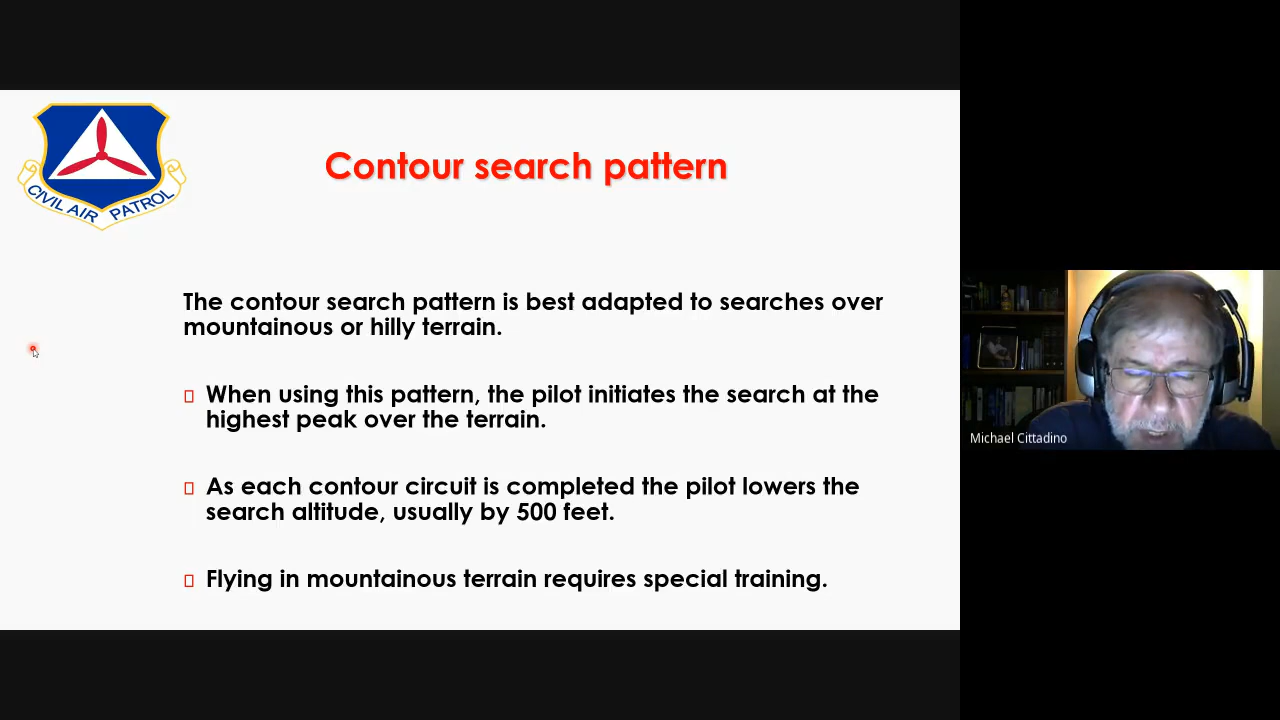 CIVIL AIR PATROL
Contour search pattern
The contour search pattern is best adapted to searches over
mountainous or hilly terrain.
When using this pattern, the pilot initiates the search at the
highest peak over the terrain.
As each contour circuit is completed the pilot lowers the
search altitude, usually by 500 feet.
Flying in mountainous terrain requires special training.
Michael Cittadino